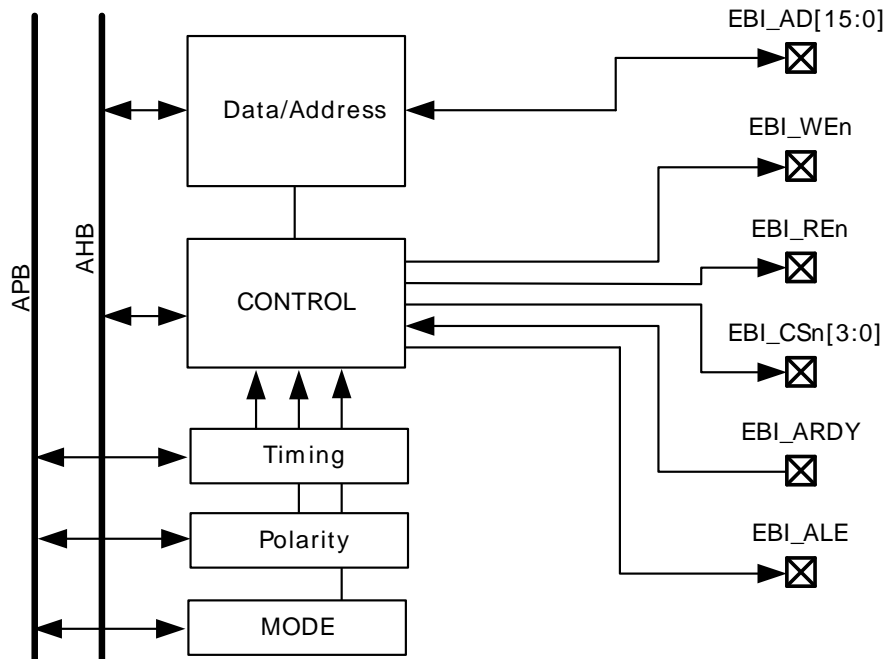 EBI_AD[15:0]
Data/Address
EBI_WEn
EBI_REn
APB
AHB
CONTROL
EBI_CSn[3:0]
Timing
EBI_ARDY
Polarity
EBI_ALE
MODE